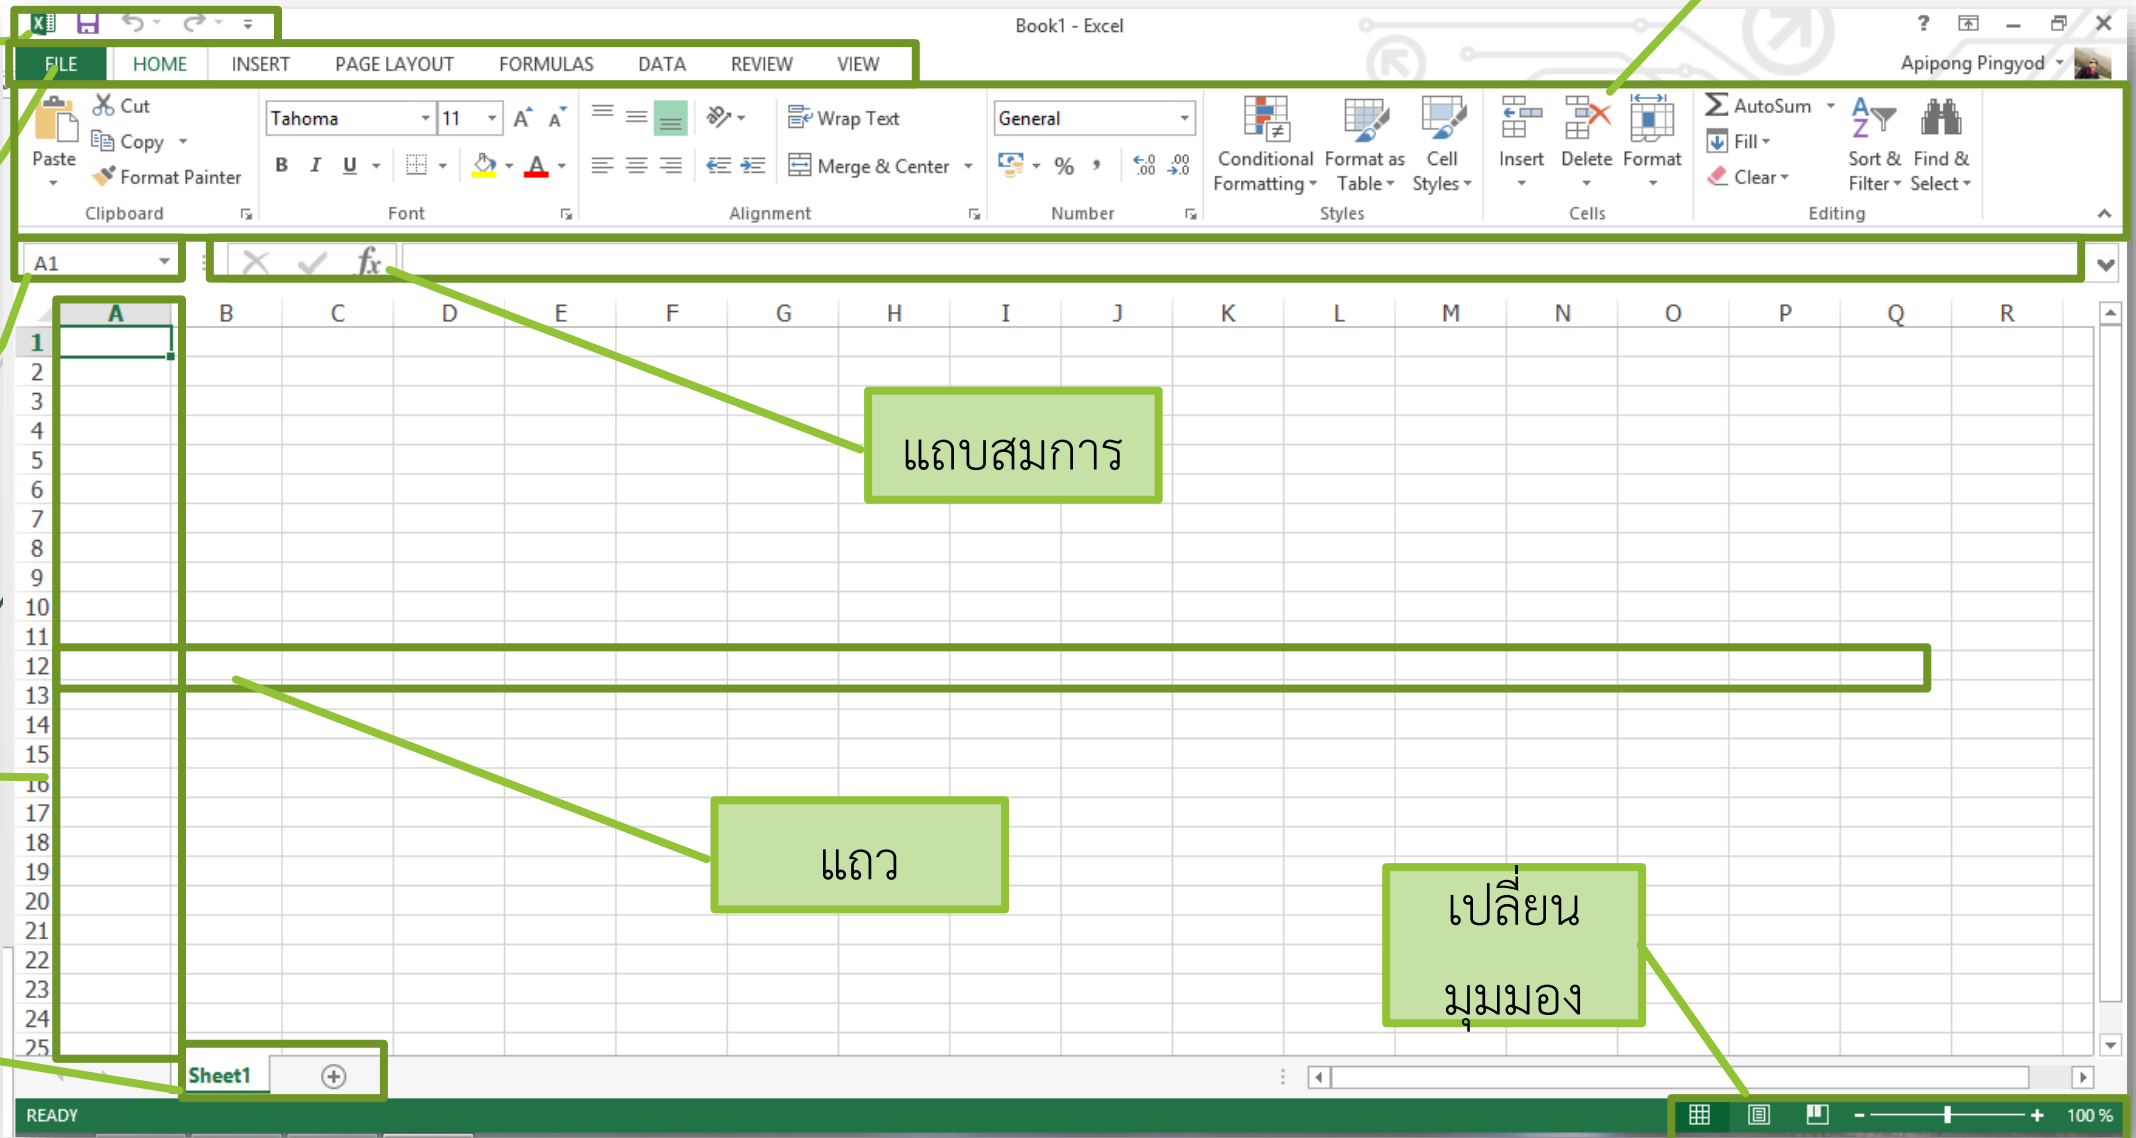 Book1 - Excel
?
FILE HOME INSERT PAGE LAYOUT FORMULAS DATA REVIEW VIEW
Apipong Pingyod
Cut
Copy
Format Painter
Paste
Clipboard
Tahoma 11 A A
B I U A
Font
Wrap Text
Merge & Center
Alignment
General
% , .0 .00 .00 .0
Number
Conditional Formatting
Format as Table
Cell Styles
Styles
Insert Delete Format
Cells
AutoSum
Fill
Clear
Sort & Filter
Find & Select
Editing
A1
fx
A B C D E F G H I J K L M N O P Q R
1
2
3
4
5
6
7
8
9
10
11
12
13
14
15
16
17
18
19
20
21
22
23
24
25
แถบสมการ
แถว
เปลี่ยน
มุมมอง
Sheet1
READY
100 %